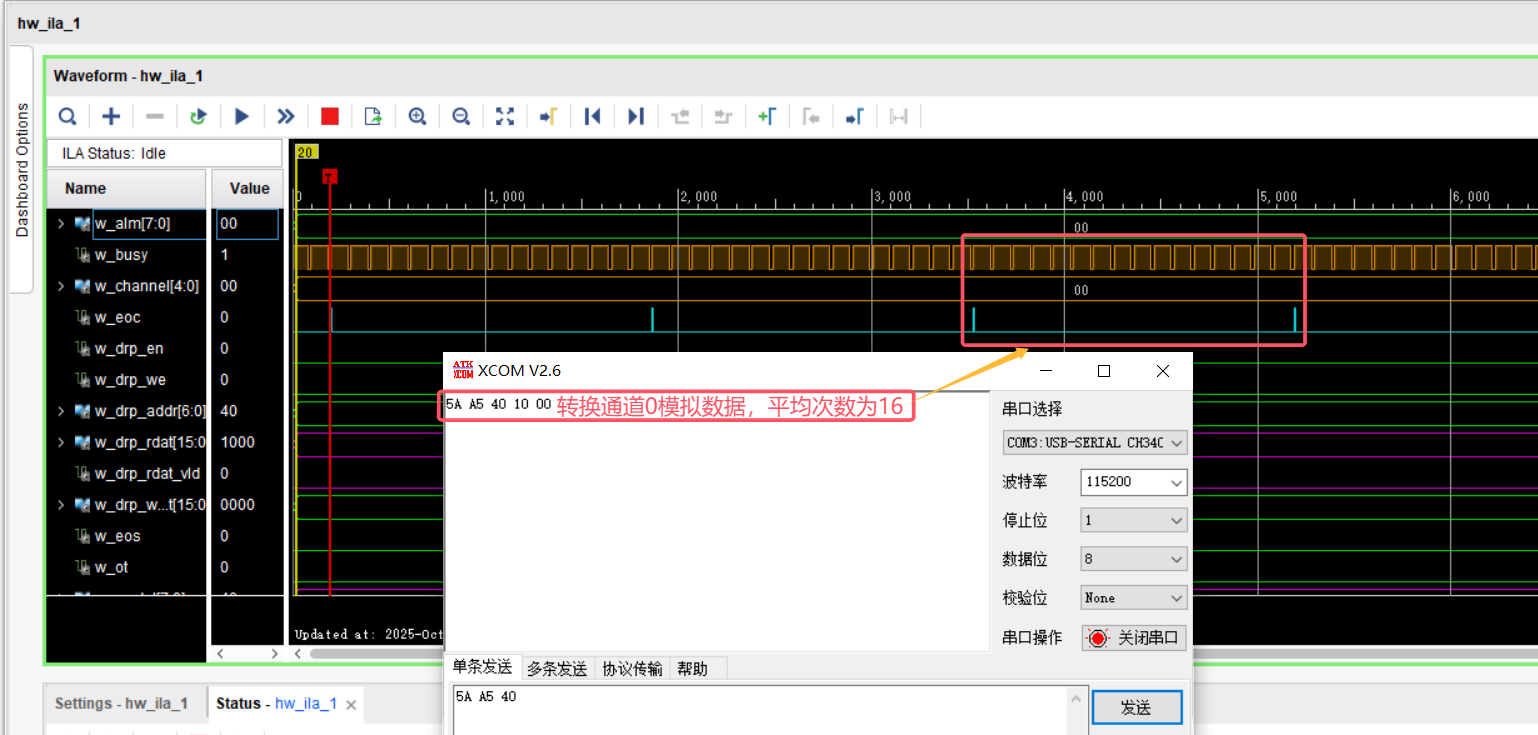 hw_ila_1
Dashboard Options
Waveform - hw_ila_1
ILA Status: Idle
Name Value
w_alm[7:0] 00
w_busy 1
w_channel[4:0] 00
w_eoc 0
w_drp_en 0
w_drp_we 0
w_drp_addr[6:0] 40
w_drp_rdat[15:0 1000
w_drp_rdat_vld 0
w_drp_w...t[15:0 0000
w_eos 0
w_ot 0
20
T
0 1,000 2,000 3,000 4,000 5,000 6,000
00
00
Updated at: 2025-Oct
ATK XCOM
XCOM V2.6
5A A5 40 10 00 转换通道0模拟数据，平均次数为16
串口选择
COM3:USB-SERIAL CH34
波特率 115200
停止位 1
数据位 8
校验位 None
串口操作 关闭串口
单条发送 多条发送 协议传输 帮助
5A A5 40
发送
Settings - hw_ila_1 Status - hw_ila_1